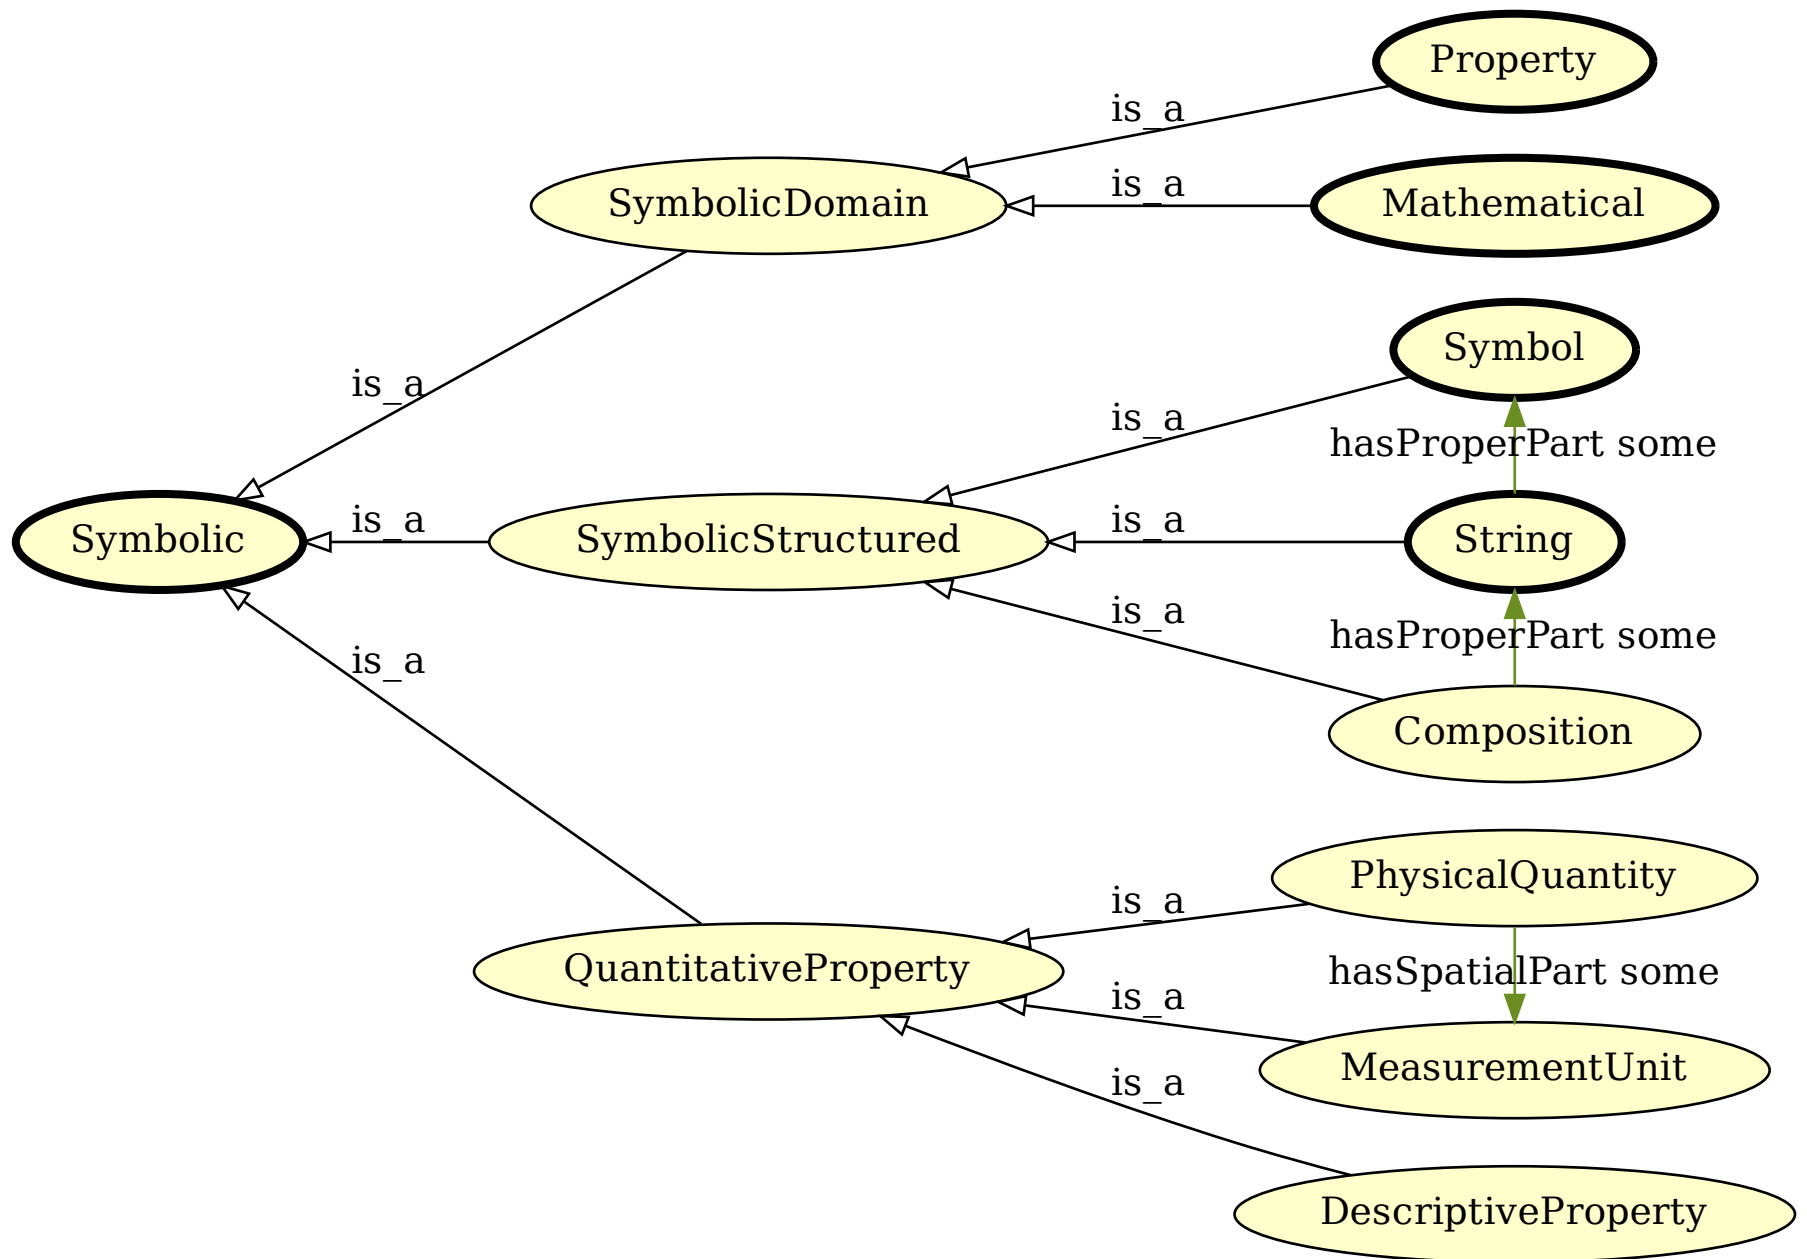 Property
is_a
SymbolicDomain
is_a
Mathematical
is_a
Symbol
is_a
hasProperPart some
Symbolic
is_a
SymbolicStructured
is_a
String
is_a
hasProperPart some
is_a
Composition
PhysicalQuantity
is_a
QuantitativeProperty
hasSpatialPart some
is_a
MeasurementUnit
is_a
DescriptiveProperty